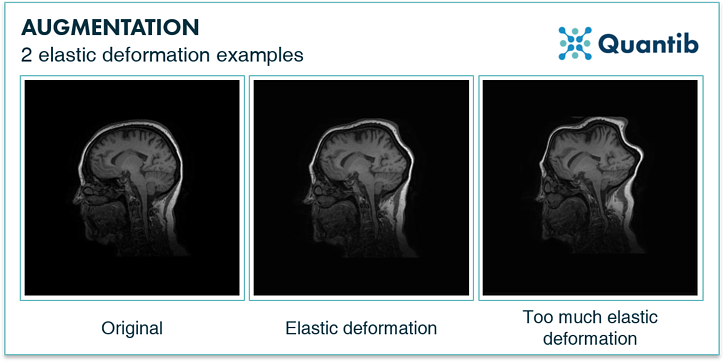 AUGMENTATION
2 elastic deformation examples
Quantib
Original
Elastic deformation
Too much elastic
deformation